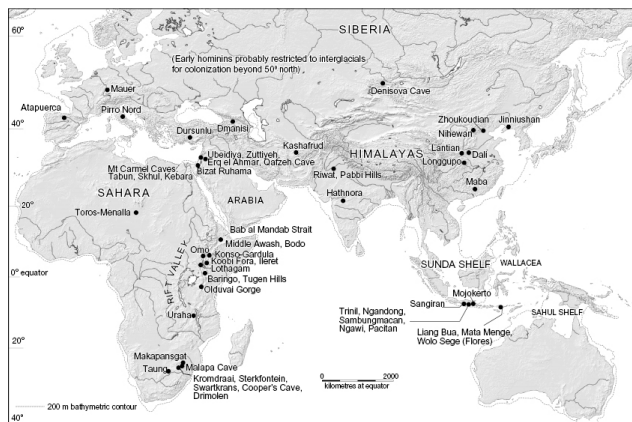 60°
SIBERIA
(Early hominins probably restricted to interglacials
for colonization beyond 50° north)
Mauer
Denisova Cave
Atapuerca
Pirro Nord
Zhoukoudian
Jinniushan
Nihewan
40°
Dursunlu
Dmanisi
Kashafrud
Lantian
Dali
Ubeidiya, Zuttiyeh,
Erq el Ahmar, Qafzeh Cave
HIMALAYAS
Longgupo
Mt Carmel Caves:
Tabun, Skhul, Kebara
Bizat Ruhama
Riwat, Pabbi Hills
Maba
SAHARA
ARABIA
Hathnora
20°
Toros-Menalla
Bab al Mandab Strait
Middle Awash, Bodo
Omo
Konso-Gardula
SUNDA SHELF
WALLACEA
Koobi Fora, Ileret
Lothagam
0° equator
RIFT VALLEY
Baringo, Tugen Hills
Olduvai Gorge
Mojokerto
Sangiran
SAHUL SHELF
Uraha
Trinil, Ngandong,
Sambungmacan,
Ngawi, Pacitan
Liang Bua, Mata Menge,
Wolo Sege (Flores)
20°
Makapansgat
Taung
Malapa Cave
Kromdraai, Sterkfontein,
Swartkrans, Cooper's Cave,
Drimolen
0 2000
kilometres at equator
200 m bathymetric contour
40°